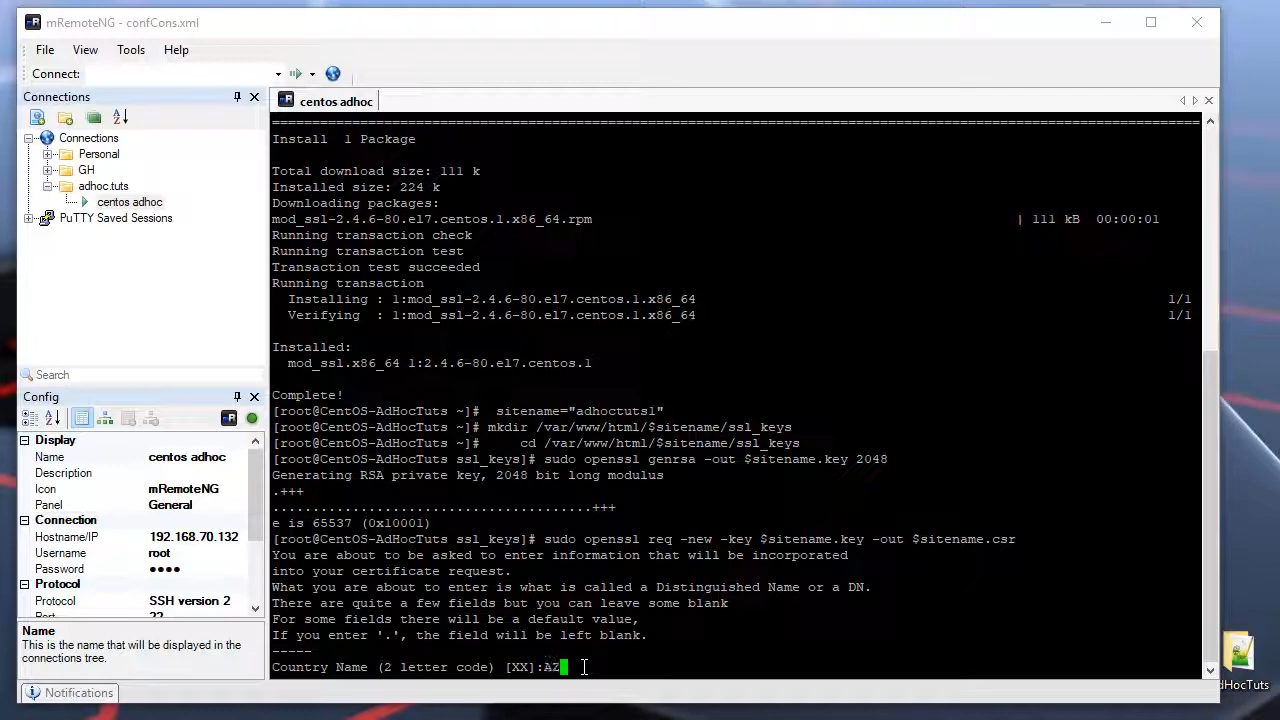 mRemoteNG - confCons.xml
File View Tools Help
Connect:
Connections
centos adhoc
Connections
Personal
GH
adhoc.tuts
centos adhoc
PuTTY Saved Sessions
Search
Config
Display
Name centos adhoc
Description
Icon mRemoteNG
Panel General
Connection
Hostname/IP 192.168.70.132
Username root
Password ●●●●
Protocol
Protocol SSH version 2
Port 22
Name
This is the name that will be displayed in the
connections tree.
Notifications
================================================================================
Install  1 Package
Total download size: 111 k
Installed size: 224 k
Downloading packages:
mod_ssl-2.4.6-80.el7.centos.1.x86_64.rpm | 111 kB  00:00:01
Running transaction check
Running transaction test
Transaction test succeeded
Running transaction
Installing : 1:mod_ssl-2.4.6-80.el7.centos.1.x86_64 1/1
Verifying  : 1:mod_ssl-2.4.6-80.el7.centos.1.x86_64 1/1
Installed:
mod_ssl.x86_64 1:2.4.6-80.el7.centos.1
Complete!
[root@CentOS-AdHocTuts ~]#  sitename="adhoctuts1"
[root@CentOS-AdHocTuts ~]# mkdir /var/www/html/$sitename/ssl_keys
[root@CentOS-AdHocTuts ~]#    cd /var/www/html/$sitename/ssl_keys
[root@CentOS-AdHocTuts ssl_keys]# sudo openssl genrsa -out $sitename.key 2048
Generating RSA private key, 2048 bit long modulus
.+++
........................................+++
e is 65537 (0x10001)
[root@CentOS-AdHocTuts ssl_keys]# sudo openssl req -new -key $sitename.key -out $sitename.csr
You are about to be asked to enter information that will be incorporated
into your certificate request.
What you are about to enter is what is called a Distinguished Name or a DN.
There are quite a few fields but you can leave some blank
For some fields there will be a default value,
If you enter '.', the field will be left blank.
-----
Country Name (2 letter code) [XX]:AZ
dHocTuts